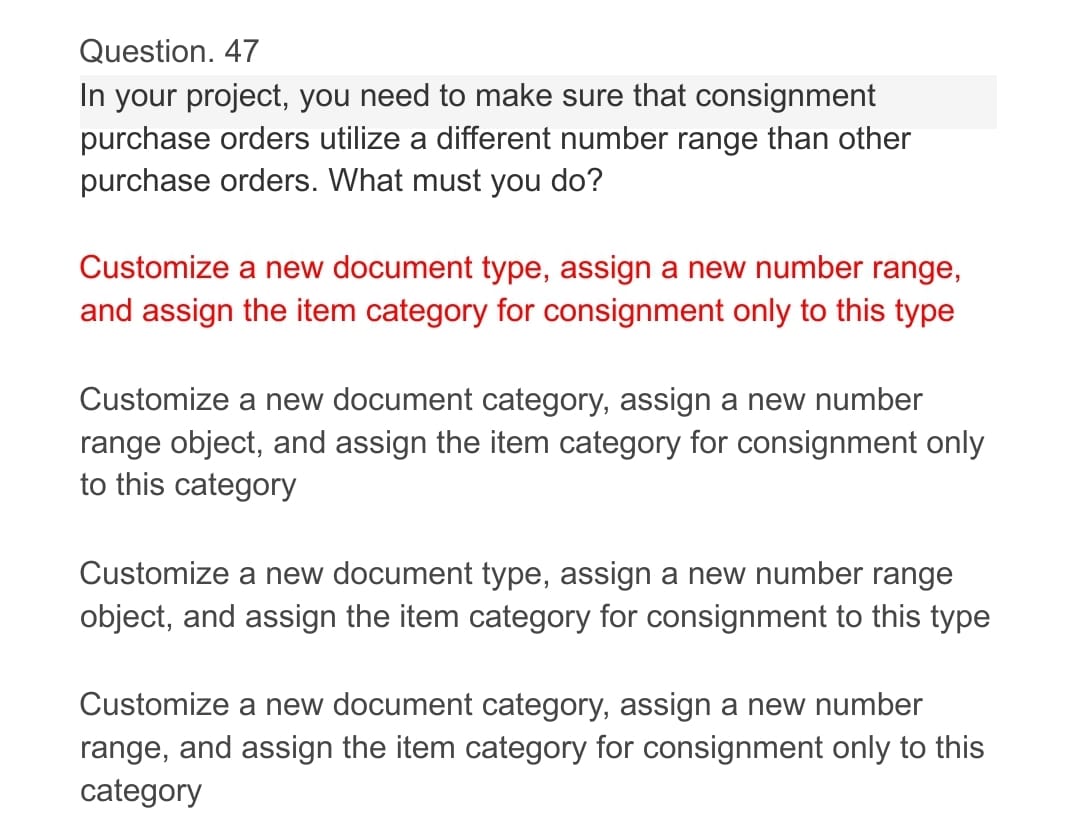 Question. 47
In your project, you need to make sure that consignment
purchase orders utilize a different number range than other
purchase orders. What must you do?
Customize a new document type, assign a new number range,
and assign the item category for consignment only to this type
Customize a new document category, assign a new number
range object, and assign the item category for consignment only
to this category
Customize a new document type, assign a new number range
object, and assign the item category for consignment to this type
Customize a new document category, assign a new number
range, and assign the item category for consignment only to this
category